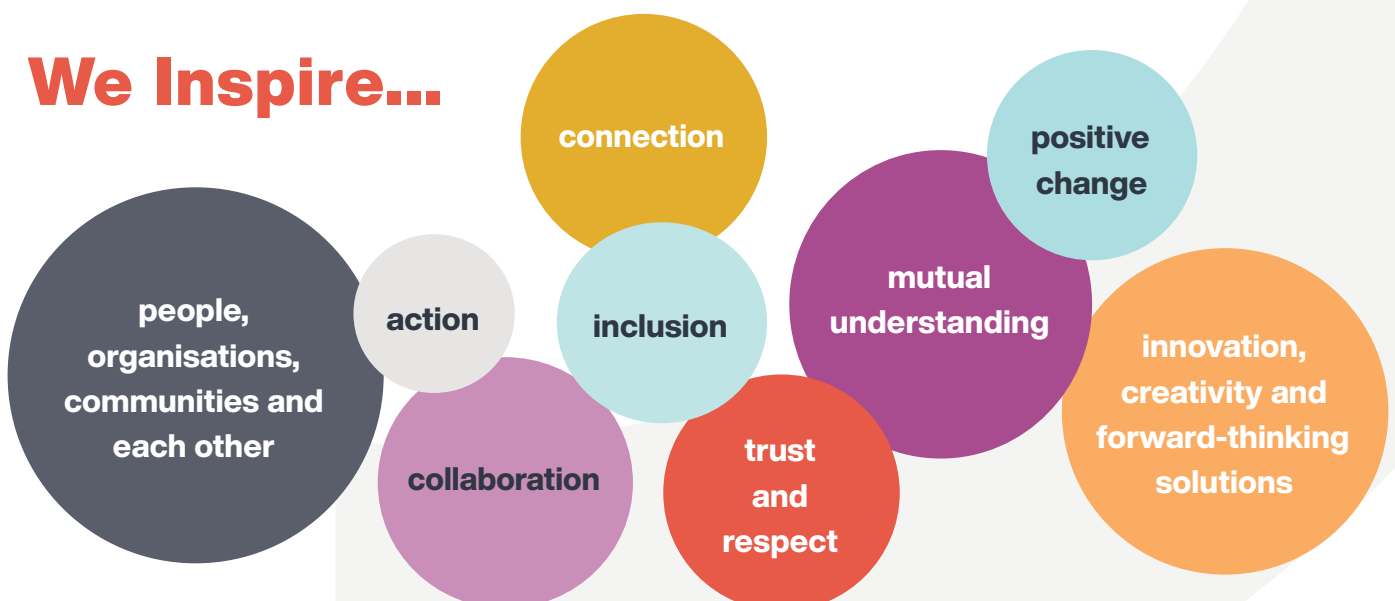 We Inspire...
people,
organisations,
communities and
each other
action
collaboration
connection
inclusion
trust
and
respect
mutual
understanding
positive
change
innovation,
creativity and
forward-thinking
solutions